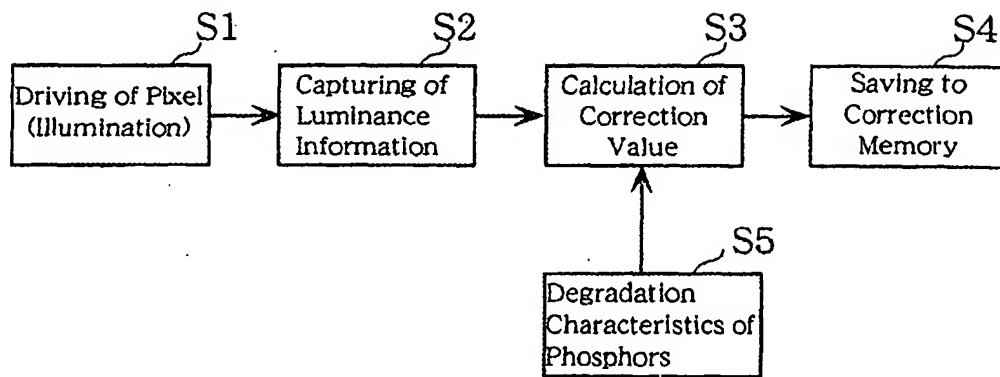 S1
Driving of Pixel
(Illumination)
S2
Capturing of
Luminance
Information
S3
Calculation of
Correction
Value
S4
Saving to
Correction
Memory
S5
Degradation
Characteristics of
Phosphors